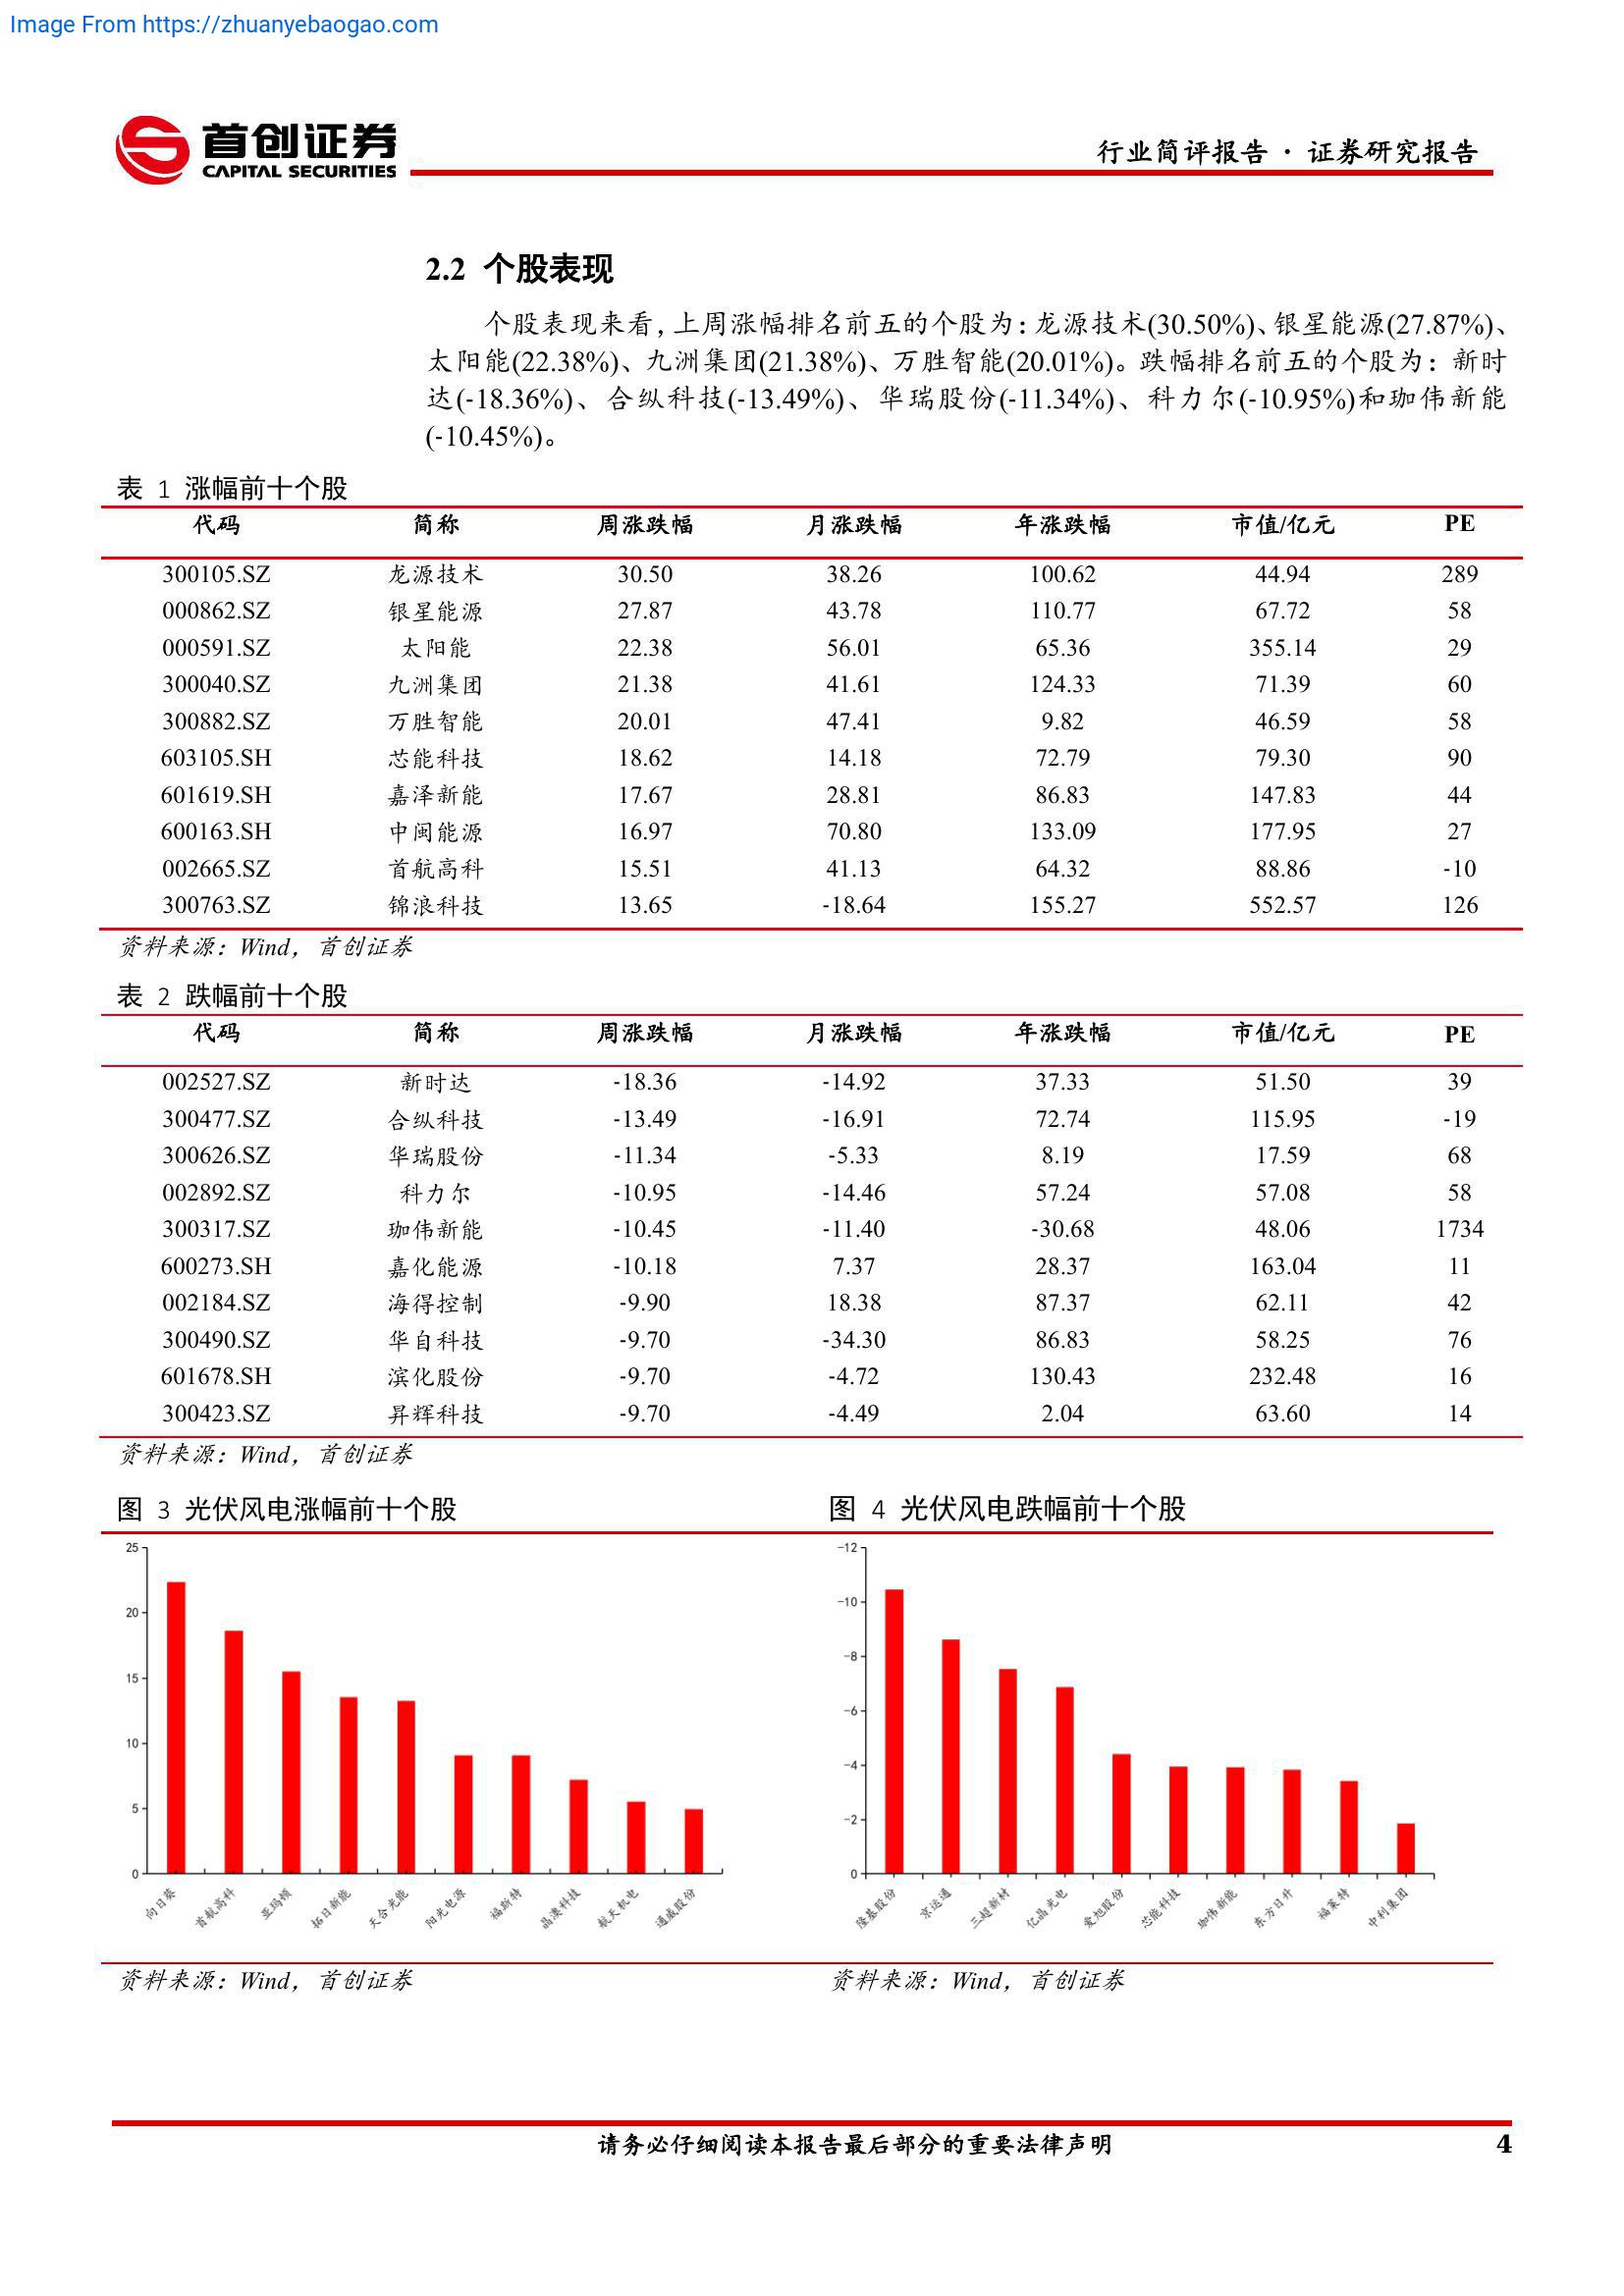 Image From https://zhuanyebaogao.com
首创证券
CAPITAL SECURITIES
行业简评报告 · 证券研究报告
2.2 个股表现
个股表现来看，上周涨幅排名前五的个股为：龙源技术(30.50%)、银星能源(27.87%)、
太阳能(22.38%)、九洲集团(21.38%)、万胜智能(20.01%)。跌幅排名前五的个股为：新时
达(-18.36%)、合纵科技(-13.49%)、华瑞股份(-11.34%)、科力尔(-10.95%)和珈伟新能
(-10.45%)。
表 1 涨幅前十个股
代码 简称 周涨跌幅 月涨跌幅 年涨跌幅 市值/亿元 PE
300105.SZ 龙源技术 30.50 38.26 100.62 44.94 289
000862.SZ 银星能源 27.87 43.78 110.77 67.72 58
000591.SZ 太阳能 22.38 56.01 65.36 355.14 29
300040.SZ 九洲集团 21.38 41.61 124.33 71.39 60
300882.SZ 万胜智能 20.01 47.41 9.82 46.59 58
603105.SH 芯能科技 18.62 14.18 72.79 79.30 90
601619.SH 嘉泽新能 17.67 28.81 86.83 147.83 44
600163.SH 中闽能源 16.97 70.80 133.09 177.95 27
002665.SZ 首航高科 15.51 41.13 64.32 88.86 -10
300763.SZ 锦浪科技 13.65 -18.64 155.27 552.57 126
资料来源：Wind，首创证券
表 2 跌幅前十个股
代码 简称 周涨跌幅 月涨跌幅 年涨跌幅 市值/亿元 PE
002527.SZ 新时达 -18.36 -14.92 37.33 51.50 39
300477.SZ 合纵科技 -13.49 -16.91 72.74 115.95 -19
300626.SZ 华瑞股份 -11.34 -5.33 8.19 17.59 68
002892.SZ 科力尔 -10.95 -14.46 57.24 57.08 58
300317.SZ 珈伟新能 -10.45 -11.40 -30.68 48.06 1734
600273.SH 嘉化能源 -10.18 7.37 28.37 163.04 11
002184.SZ 海得控制 -9.90 18.38 87.37 62.11 42
300490.SZ 华自科技 -9.70 -34.30 86.83 58.25 76
601678.SH 滨化股份 -9.70 -4.72 130.43 232.48 16
300423.SZ 昇辉科技 -9.70 -4.49 2.04 63.60 14
资料来源：Wind，首创证券
图 3 光伏风电涨幅前十个股
25
20
15
10
5
0
向日葵 首航高科 亚玛顿 拓日新能 天合光能 阳光电源 福斯特 晶澳科技 航天机电 通威股份
资料来源：Wind，首创证券
图 4 光伏风电跌幅前十个股
-12
-10
-8
-6
-4
-2
0
隆基股份 京运通 三超新材 亿晶光电 爱旭股份 芯能科技 珈伟新能 东方日升 福莱特 中利集团
资料来源：Wind，首创证券
请务必仔细阅读本报告最后部分的重要法律声明
4